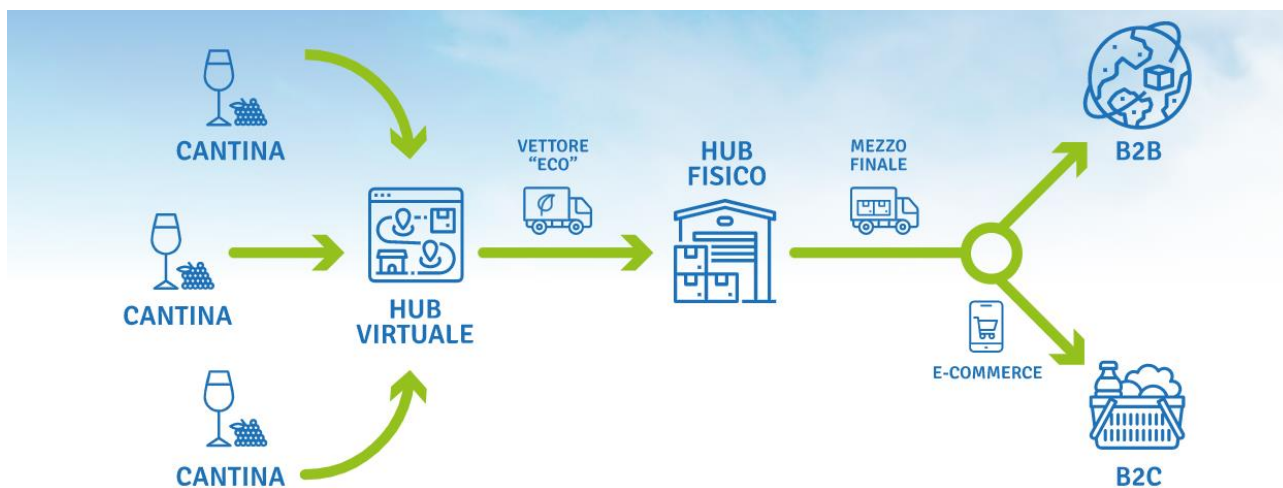 CANTINA
CANTINA
CANTINA
HUB
VIRTUALE
VETTORE
“ECO”
HUB
FISICO
MEZZO
FINALE
B2B
E-COMMERCE
B2C